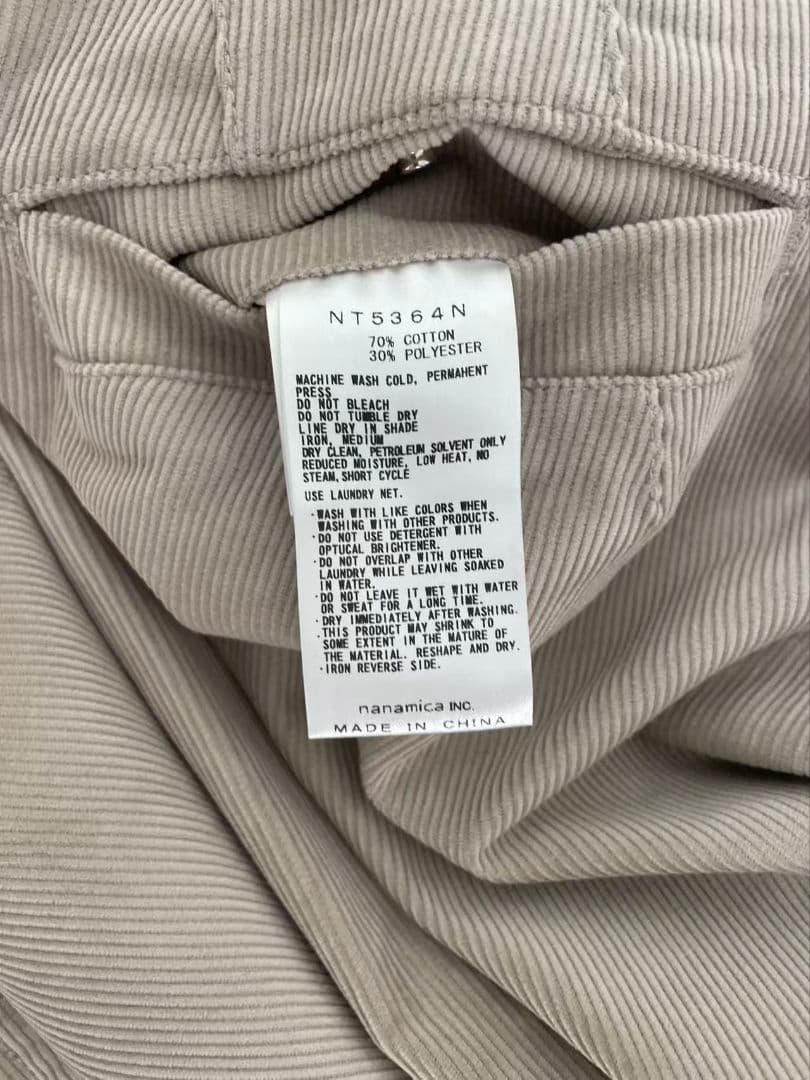 NT5364N
70% COTTON
30% POLYESTER
MACHINE WASH COLD, PERMAHENT
PRESS
DO NOT BLEACH
DO NOT TUMBLE DRY
LINE DRY IN SHADE
IRON, MEDIUM
DRY CLEAN, PETROLEUM SOLVENT ONLY
REDUCED MOISTURE, LOW HEAT, NO
STEAM, SHORT CYCLE
USE LAUNDRY NET.
·WASH WITH LIKE COLORS WHEN
WASHING WITH OTHER PRODUCTS.
·DO NOT USE DETERGENT WITH
OPTUCAL BRIGHTENER.
·DO NOT OVERLAP WITH OTHER
LAUNDRY WHILE LEAVING SOAKED
IN WATER.
·DO NOT LEAVE IT WET WITH WATER
OR SWEAT FOR A LONG TIME.
·DRY IMMEDIATELY AFTER WASHING.
·THIS PRODUCT MAY SHRINK TO
SOME EXTENT IN THE NATURE OF
THE MATERIAL. RESHAPE AND DRY.
·IRON REVERSE SIDE.
nanamica INC.
MADE IN CHINA